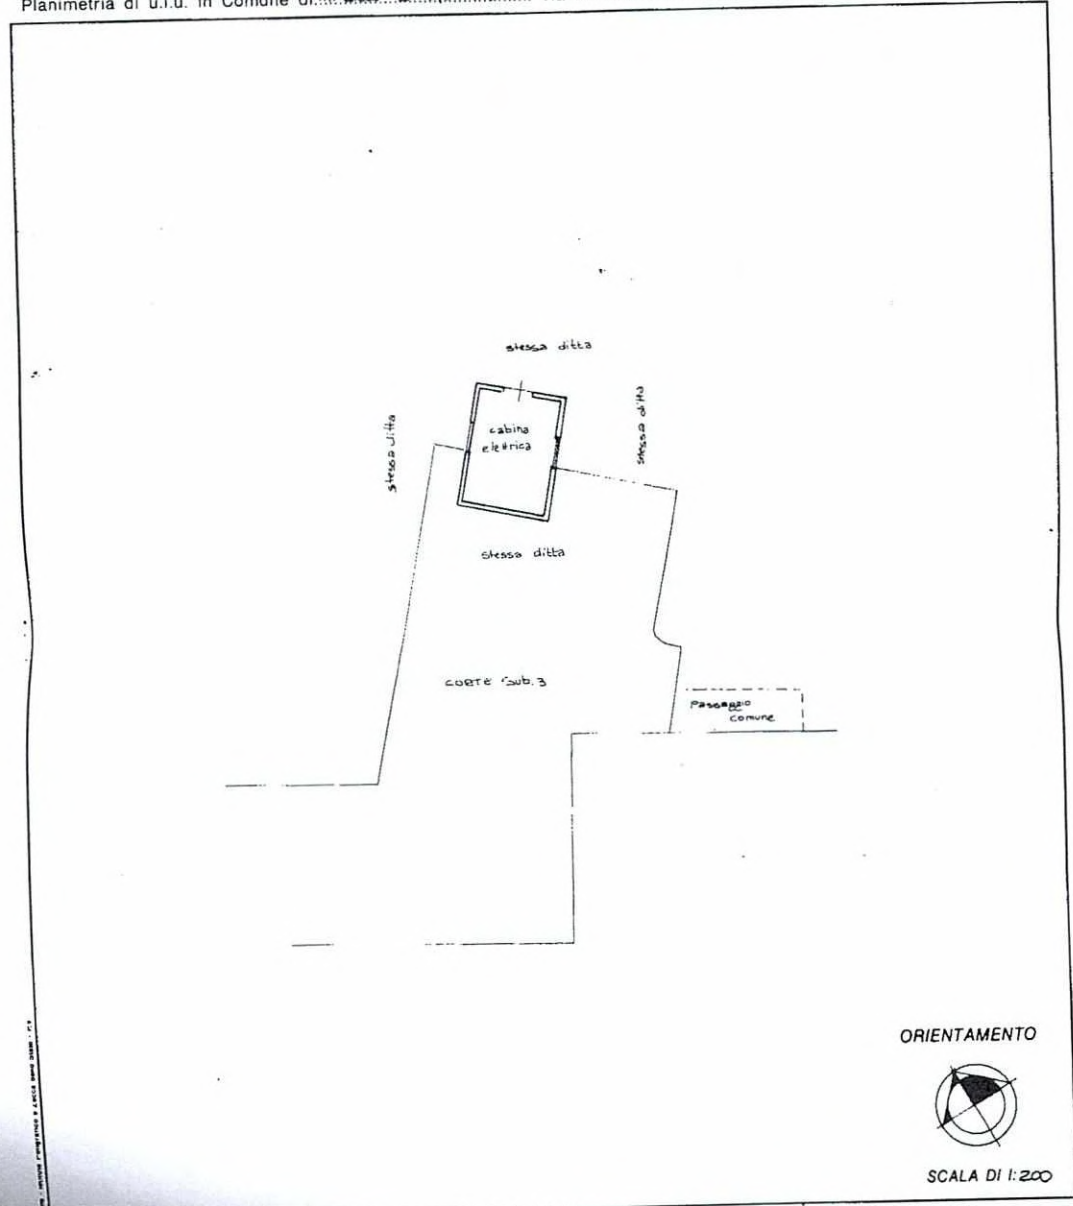 Planimetria di u.i.u. in Comune di
stessa ditta
stessa ditta
stessa ditta
cabina
elettrica
stessa ditta
CORTE Sub. 3
Passaggio
comune
ORIENTAMENTO
SCALA DI 1:200